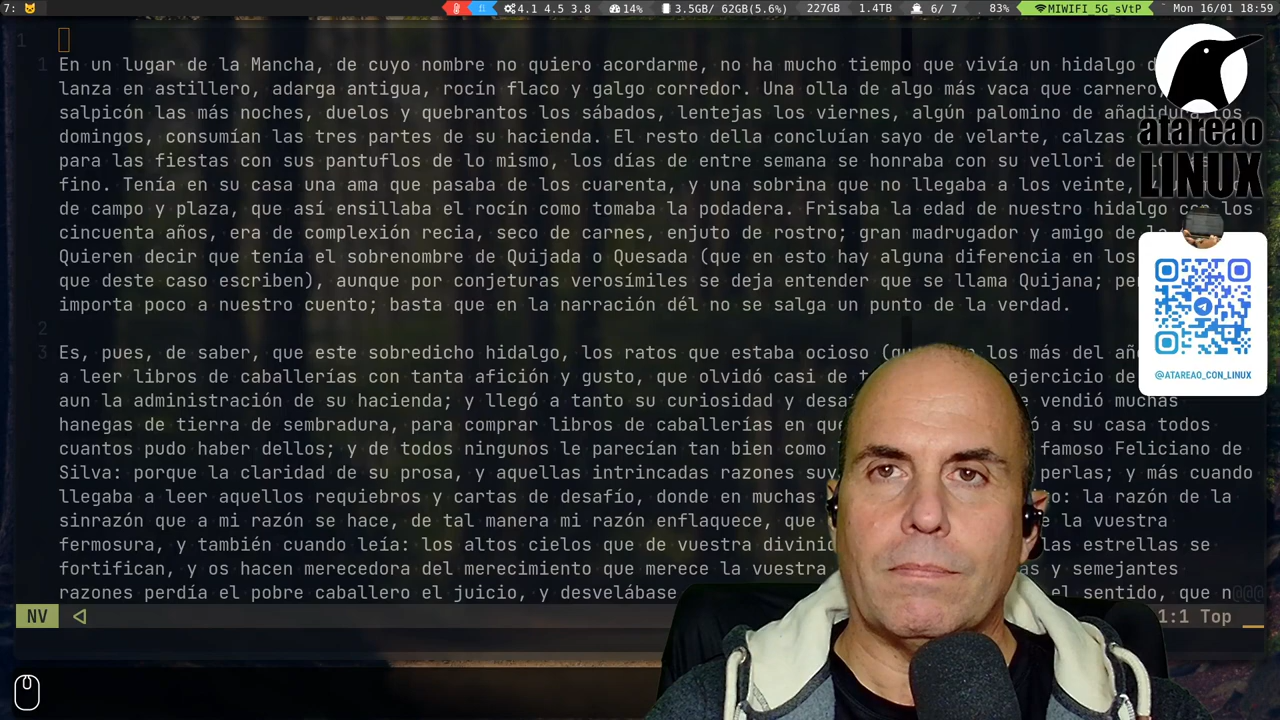 7: 4.1 4.5 3.8 14% 3.5GB/ 62GB(5.6%) 227GB 1.4TB 6/ 7 83% MIWIFI_5G_sVtP Mon 16/01 18:59
1
1 En un lugar de la Mancha, de cuyo nombre no quiero acordarme, no ha mucho tiempo que vivía un hidalgo
lanza en astillero, adarga antigua, rocín flaco y galgo corredor. Una olla de algo más vaca que carnero
salpicón las más noches, duelos y quebrantos los sábados, lentejas los viernes, algún palomino de los
domingos, consumían las tres partes de su hacienda. El resto della concluían sayo de velarte, calzas
para las fiestas con sus pantuflos de lo mismo, los días de entre semana se honraba con su vellori de
fino. Tenía en su casa una ama que pasaba de los cuarenta, y una sobrina que no llegaba a los veinte,
de campo y plaza, que así ensillaba el rocín como tomaba la podadera. Frisaba la edad de nuestro hidalgo con los
cincuenta años, era de complexión recia, seco de carnes, enjuto de rostro; gran madrugador y amigo de
Quieren decir que tenía el sobrenombre de Quijada o Quesada (que en esto hay alguna diferencia en los
que deste caso escriben), aunque por conjeturas verosímiles se deja entender que se llama Quijana;
importa poco a nuestro cuento; basta que en la narración dél no se salga un punto de la verdad.
2
3 Es, pues, de saber, que este sobredicho hidalgo, los ratos que estaba ocioso los más del
a leer libros de caballerías con tanta afición y gusto, que olvidó casi de ejercicio de
aun la administración de su hacienda; y llegó a tanto su curiosidad y vendió muchas
hanegas de tierra de sembradura, para comprar libros de caballerías en a su casa todos
cuantos pudo haber dellos; y de todos ningunos le parecían tan bien como famoso Feliciano de
Silva: porque la claridad de su prosa, y aquellas intrincadas razones perlas; y más cuando
llegaba a leer aquellos requiebros y cartas de desafío, donde en muchas la razón de la
sinrazón que a mi razón se hace, de tal manera mi razón enflaquece, que la vuestra
fermosura, y también cuando leía: los altos cielos que de vuestra las estrellas se
fortifican, y os hacen merecedora del merecimiento que merece la vuestra y semejantes
razones perdía el pobre caballero el juicio, y desvelábase el sentido, que n@@@
NV 1:1 Top
atareao
LINUX
@ATAREAO_CON_LINUX